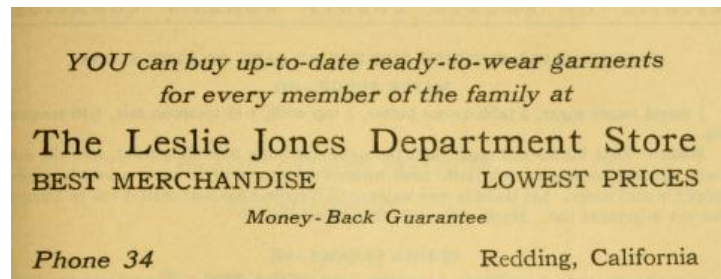 YOU can buy up-to-date ready-to-wear garments
for every member of the family at
The Leslie Jones Department Store
BEST MERCHANDISE LOWEST PRICES
Money-Back Guarantee
Phone 34 Redding, California